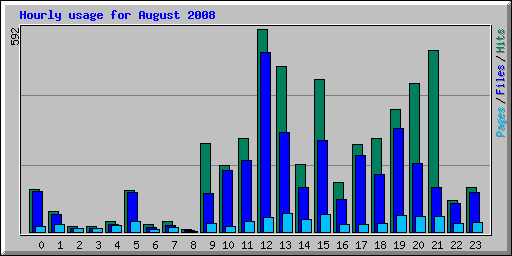 Hourly usage for August 2008
592
Pages/Files/Hits
0 1 2 3 4 5 6 7 8 9 10 11 12 13 14 15 16 17 18 19 20 21 22 23